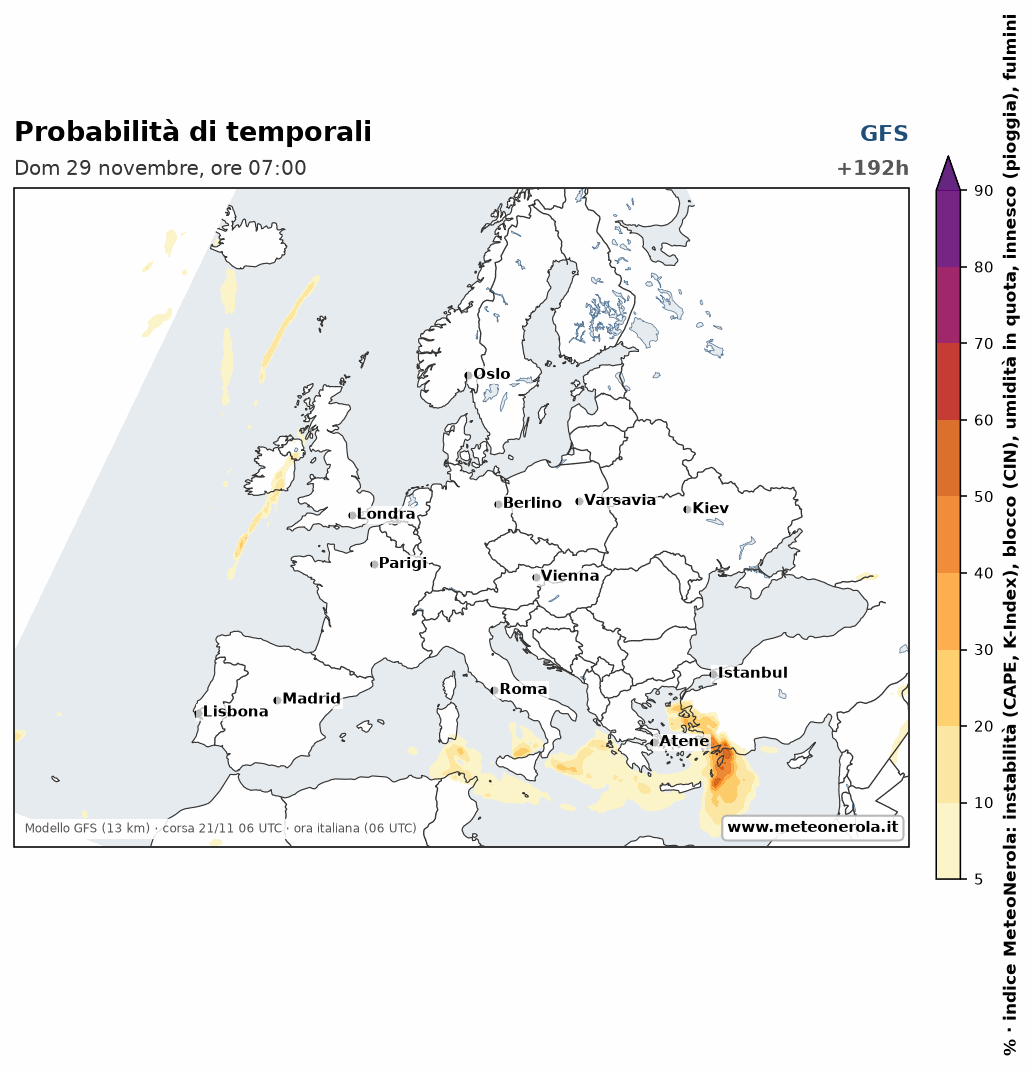 Probabilità di temporali
GFS
Dom 29 novembre, ore 07:00
+192h
Oslo
Londra
Berlino
Varsavia
Kiev
Parigi
Vienna
Istanbul
Roma
Madrid
Lisbona
Atene
Modello GFS (13 km) · corsa 21/11 06 UTC · ora italiana (06 UTC)
www.meteonerola.it
90
80
70
60
50
40
30
20
10
5
% · indice MeteoNerola: instabilità (CAPE, K-Index), blocco (CIN), umidità in quota, innesco (pioggia), fulmini